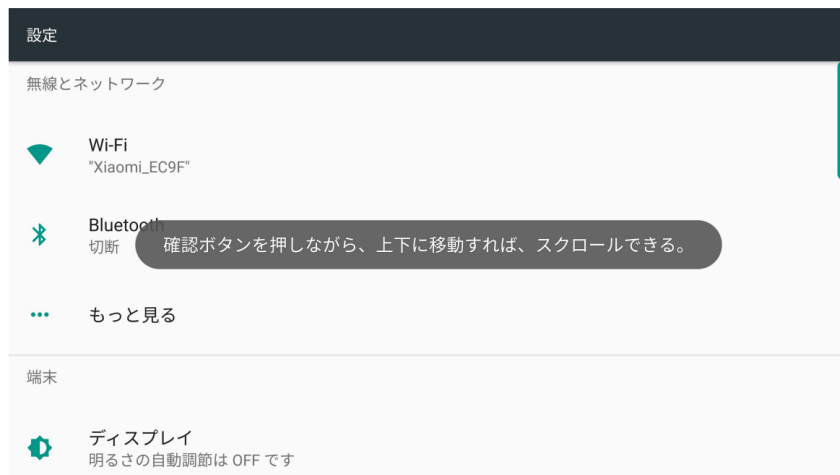 設定
無線とネットワーク
Wi-Fi
"Xiaomi_EC9F"
Bluetooth
切断
確認ボタンを押しながら、上下に移動すれば、スクロールできる。
もっと見る
端末
ディスプレイ
明るさの自動調節は OFF です